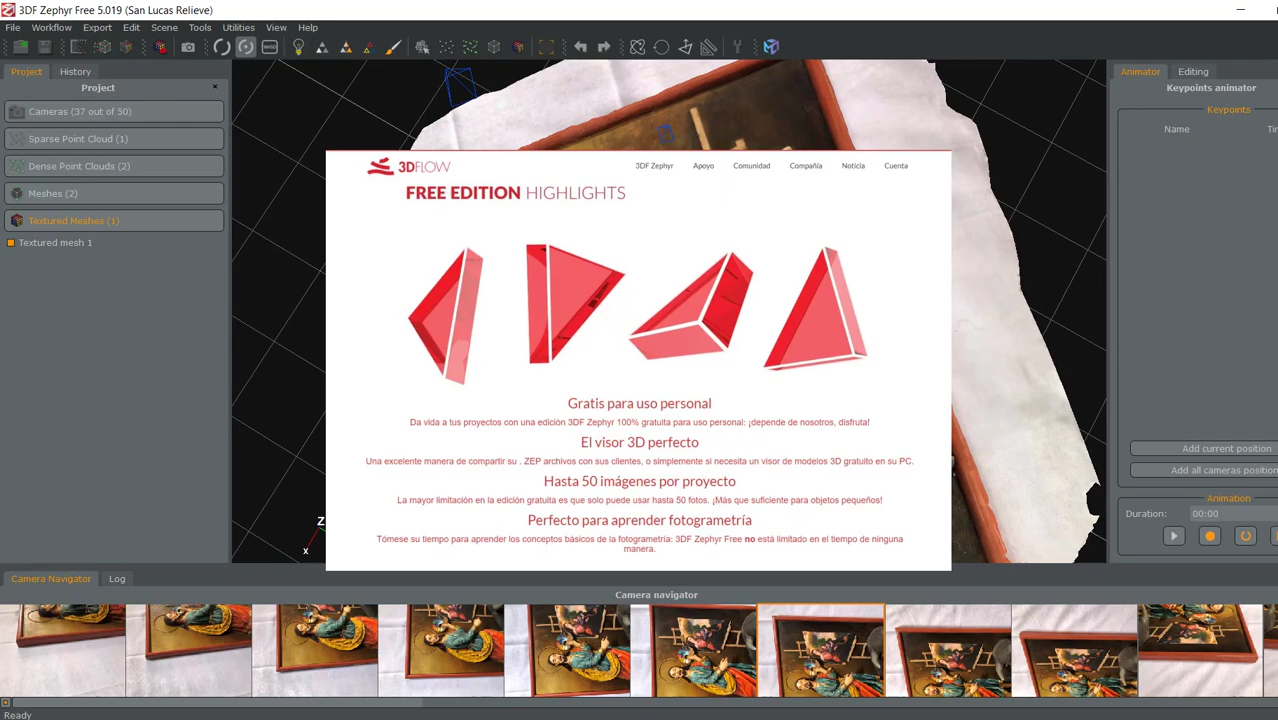 3DF Zephyr Free 5.019 (San Lucas Relieve)
File Workflow Export Edit Scene Tools Utilities View Help
Project History
Project
Cameras (37 out of 50)
Sparse Point Cloud (1)
Dense Point Clouds (2)
Meshes (2)
Textured Meshes (1)
Textured mesh 1
3DFLOW
3DF Zephyr Apoyo Comunidad Compañía Noticia Cuenta
FREE EDITION HIGHLIGHTS
Gratis para uso personal
Da vida a tus proyectos con una edición 3DF Zephyr 100% gratuita para uso personal: ¡depende de nosotros, disfruta!
El visor 3D perfecto
Una excelente manera de compartir su . ZEP archivos con sus clientes, o simplemente si necesita un visor de modelos 3D gratuito en su PC.
Hasta 50 imágenes por proyecto
La mayor limitación en la edición gratuita es que solo puede usar hasta 50 fotos. ¡Más que suficiente para objetos pequeños!
Perfecto para aprender fotogrametría
Tómese su tiempo para aprender los conceptos básicos de la fotogrametría: 3DF Zephyr Free no está limitado en el tiempo de ninguna
manera.
Z
x
Animator Editing
Keypoints animator
Keypoints
Name Tir
Add current position
Add all cameras position
Animation
Duration: 00:00
Camera Navigator Log
Camera navigator
Ready